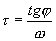 τ = tgφ / ω